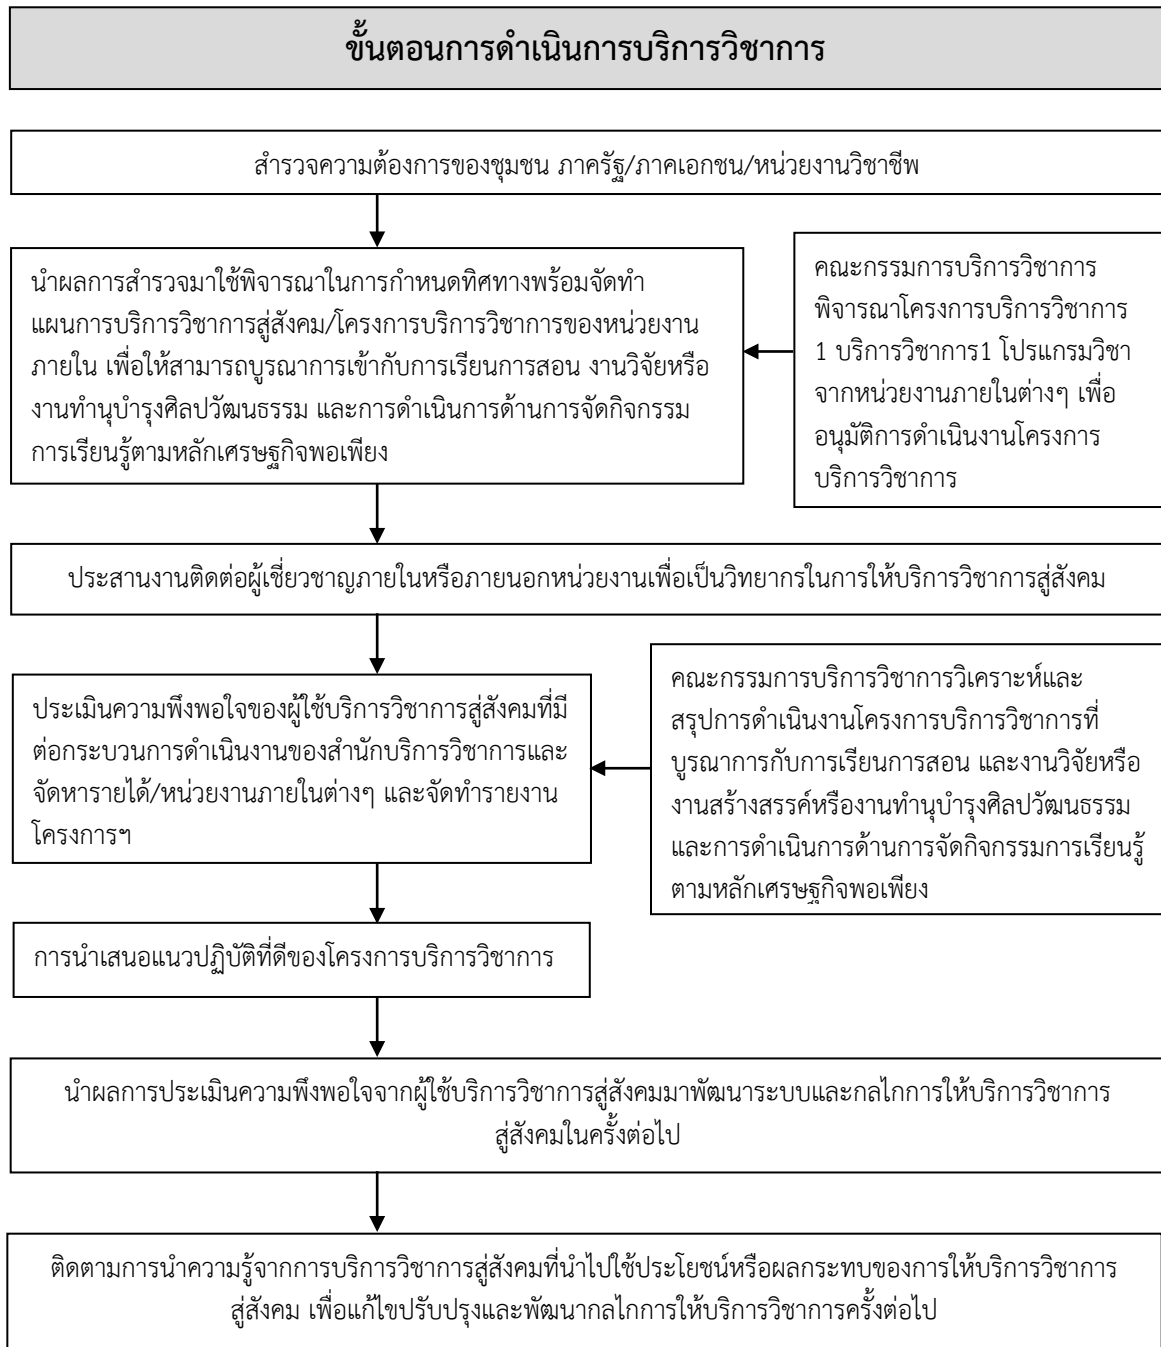 ขั้นตอนการดำเนินการบริการวิชาการ
สำรวจความต้องการของชุมชน ภาครัฐ/ภาคเอกชน/หน่วยงานวิชาชีพ
นำผลการสำรวจมาใช้พิจารณาในการกำหนดทิศทางพร้อมจัดทำ
แผนการบริการวิชาการสู่สังคม/โครงการบริการวิชาการของหน่วยงาน
ภายใน เพื่อให้สามารถบูรณาการเข้ากับการเรียนการสอน งานวิจัยหรือ
งานทำนุบำรุงศิลปวัฒนธรรม และการดำเนินการด้านการจัดกิจกรรม
การเรียนรู้ตามหลักเศรษฐกิจพอเพียง
คณะกรรมการบริการวิชาการ
พิจารณาโครงการบริการวิชาการ
1 บริการวิชาการ1 โปรแกรมวิชา
จากหน่วยงานภายในต่างๆ เพื่อ
อนุมัติการดำเนินงานโครงการ
บริการวิชาการ
ประสานงานติดต่อผู้เชี่ยวชาญภายในหรือภายนอกหน่วยงานเพื่อเป็นวิทยากรในการให้บริการวิชาการสู่สังคม
ประเมินความพึงพอใจของผู้ใช้บริการวิชาการสู่สังคมที่มี
ต่อกระบวนการดำเนินงานของสำนักบริการวิชาการและ
จัดหารายได้/หน่วยงานภายในต่างๆ และจัดทำรายงาน
โครงการฯ
คณะกรรมการบริการวิชาการวิเคราะห์และ
สรุปการดำเนินงานโครงการบริการวิชาการที่
บูรณาการกับการเรียนการสอน และงานวิจัยหรือ
งานสร้างสรรค์หรืองานทำนุบำรุงศิลปวัฒนธรรม
และการดำเนินการด้านการจัดกิจกรรมการเรียนรู้
ตามหลักเศรษฐกิจพอเพียง
การนำเสนอแนวปฏิบัติที่ดีของโครงการบริการวิชาการ
นำผลการประเมินความพึงพอใจจากผู้ใช้บริการวิชาการสู่สังคมมาพัฒนาระบบและกลไกการให้บริการวิชาการ
สู่สังคมในครั้งต่อไป
ติดตามการนำความรู้จากการบริการวิชาการสู่สังคมที่นำไปใช้ประโยชน์หรือผลกระทบของการให้บริการวิชาการ
สู่สังคม เพื่อแก้ไขปรับปรุงและพัฒนากลไกการให้บริการวิชาการครั้งต่อไป